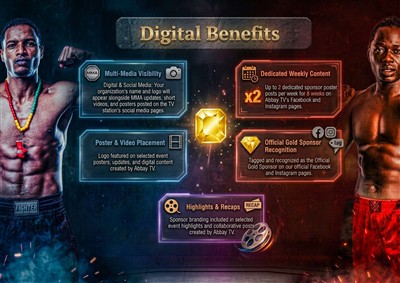 Digital Benefits
MMA
Multi-Media Visibility
Digital & Social Media: Your
organization's name and logo will
appear alongside MMA updates, short
videos, and posters posted on the TV
station's social media pages.
x2
Dedicated Weekly Content
Up to 2 dedicated sponsor poster
posts per week for 8 weeks on
Abbay TV's Facebook and
Instagram pages.
Poster & Video Placement
Logo featured on selected event
posters, updates, and digital content
created by Abbay TV.
Official Gold Sponsor
Recognition
Tagged and recognized as the Official
Gold Sponsor on our official Facebook
and Instagram pages.
Highlights & Recaps
RECAP
Sponsor branding included in selected
event highlights and collaborative posts
created by Abbay TV.
FIGHTER